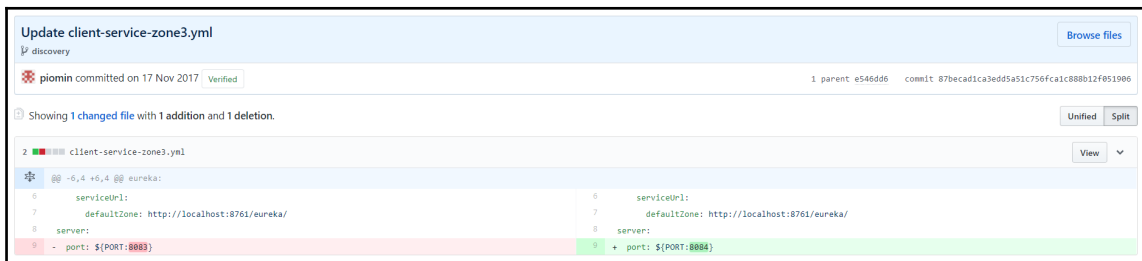 Update client-service-zone3.yml
Browse files
discovery
piomin committed on 17 Nov 2017 Verified
1 parent e546dd6 commit 87becad1ca3edd5a51c756fca1c888b12f051906
Showing 1 changed file with 1 addition and 1 deletion.
Unified Split
2 client-service-zone3.yml
View
@@ -6,4 +6,4 @@ eureka:
6 serviceUrl:
7 defaultZone: http://localhost:8761/eureka/
8 server:
9 - port: ${PORT:8083}
6 serviceUrl:
7 defaultZone: http://localhost:8761/eureka/
8 server:
9 + port: ${PORT:8084}